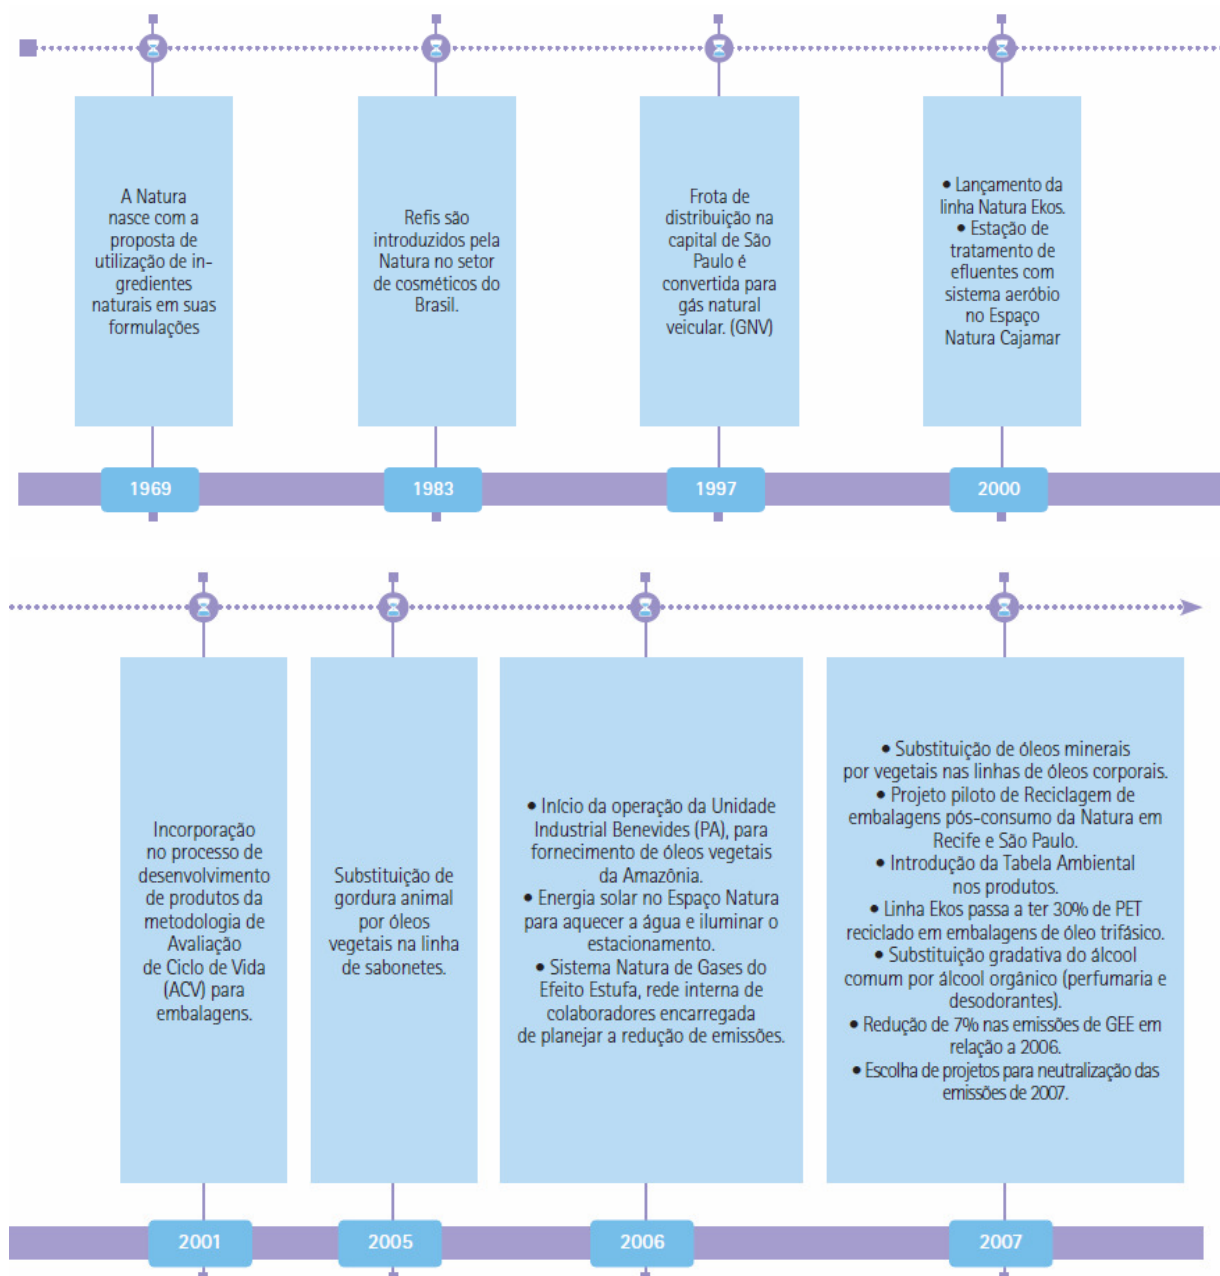 A Natura
nasce com a
proposta de
utilização de in-
gredientes
naturais em suas
formulações
Refis são
introduzidos pela
Natura no setor
de cosméticos do
Brasil.
Frota de
distribuição na
capital de São
Paulo é
convertida para
gás natural
veicular. (GNV)
• Lançamento da
linha Natura Ekos.
• Estação de
tratamento de
efluentes com
sistema aeróbio
no Espaço
Natura Cajamar
1969
1983
1997
2000
Incorporação
no processo de
desenvolvimento
de produtos da
metodologia de
Avaliação
de Ciclo de Vida
(ACV) para
embalagens.
Substituição de
gordura animal
por óleos
vegetais na linha
de sabonetes.
• Início da operação da Unidade
Industrial Benevides (PA), para
fornecimento de óleos vegetais
da Amazônia.
• Energia solar no Espaço Natura
para aquecer a água e iluminar o
estacionamento.
• Sistema Natura de Gases do
Efeito Estufa, rede interna de
colaboradores encarregada
de planejar a redução de emissões.
• Substituição de óleos minerais
por vegetais nas linhas de óleos corporais.
• Projeto piloto de Reciclagem de
embalagens pós-consumo da Natura em
Recife e São Paulo.
• Introdução da Tabela Ambiental
nos produtos.
• Linha Ekos passa a ter 30% de PET
reciclado em embalagens de óleo trifásico.
• Substituição gradativa do álcool
comum por álcool orgânico (perfumaria e
desodorantes).
• Redução de 7% nas emissões de GEE em
relação a 2006.
• Escolha de projetos para neutralização das
emissões de 2007.
2001
2005
2006
2007